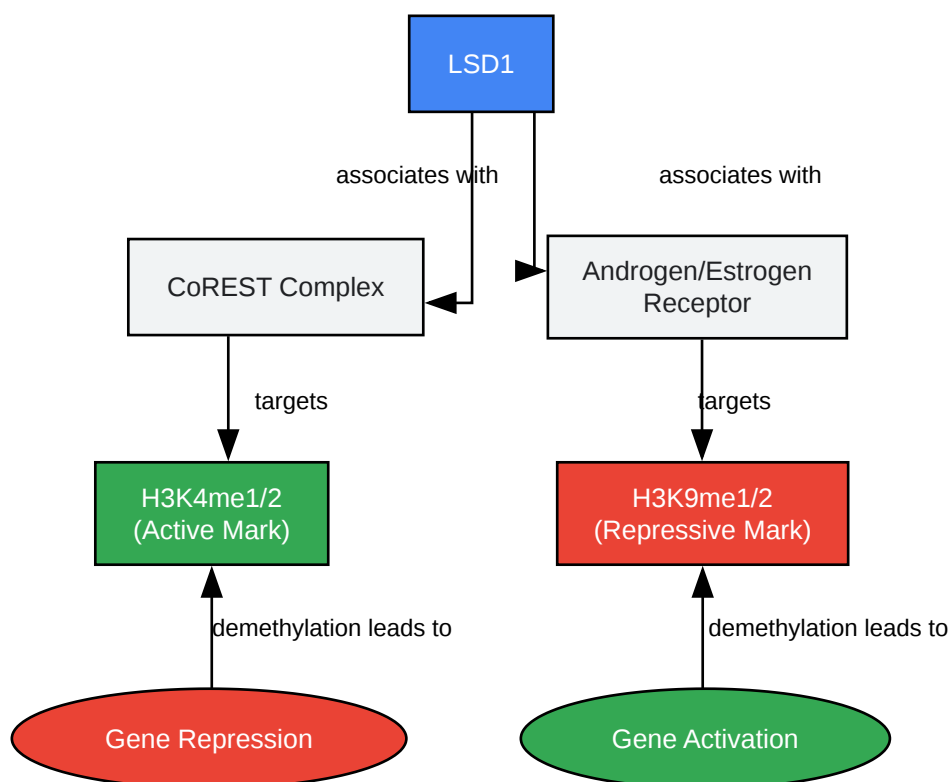 LSD1
associates with
associates with
CoREST Complex
Androgen/Estrogen
Receptor
targets
targets
H3K4me1/2
(Active Mark)
H3K9me1/2
(Repressive Mark)
demethylation leads to
demethylation leads to
Gene Repression
Gene Activation